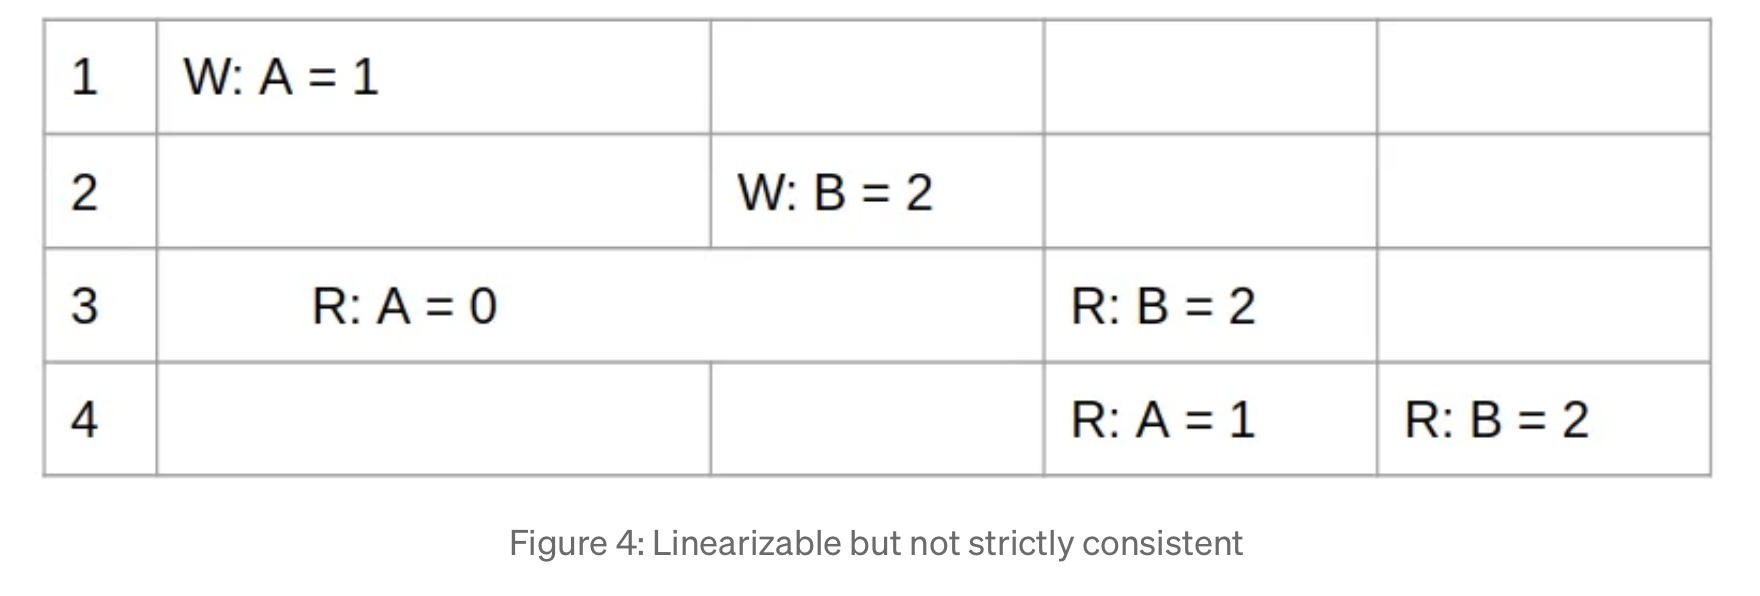 1 W: A = 1
2 W: B = 2
3 R: A = 0 R: B = 2
4 R: A = 1 R: B = 2
Figure 4: Linearizable but not strictly consistent